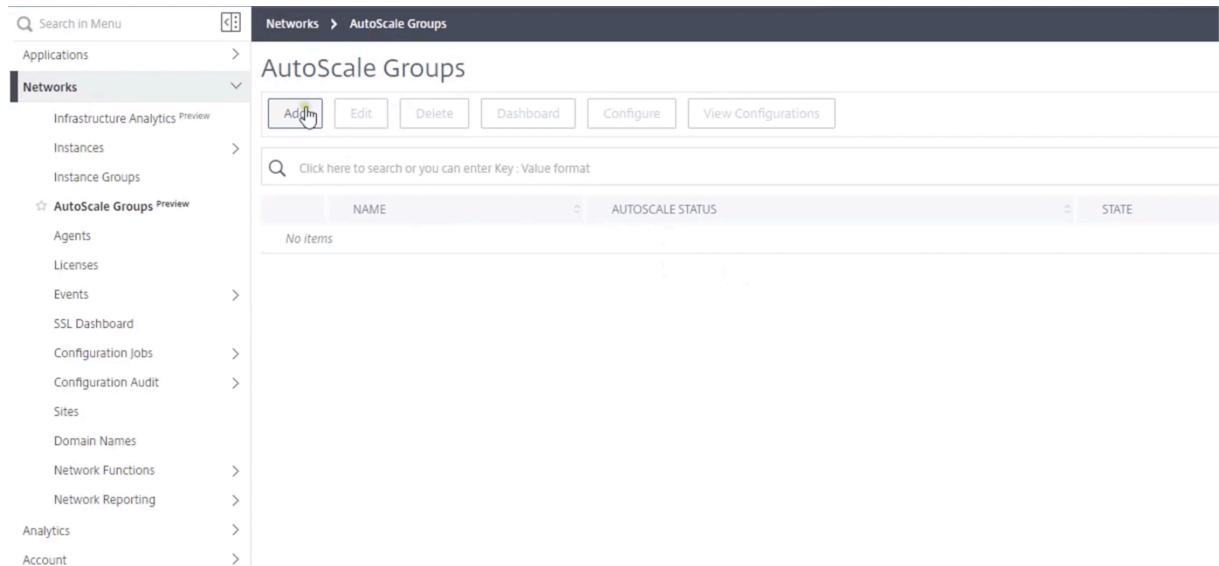 Search in Menu
Networks > AutoScale Groups
Applications
AutoScale Groups
Networks
Add Edit Delete Dashboard Configure View Configurations
Infrastructure Analytics Preview
Instances
Click here to search or you can enter Key : Value format
Instance Groups
AutoScale Groups Preview
NAME AUTOSCALE STATUS STATE
Agents
No items
Licenses
Events
SSL Dashboard
Configuration Jobs
Configuration Audit
Sites
Domain Names
Network Functions
Network Reporting
Analytics
Account